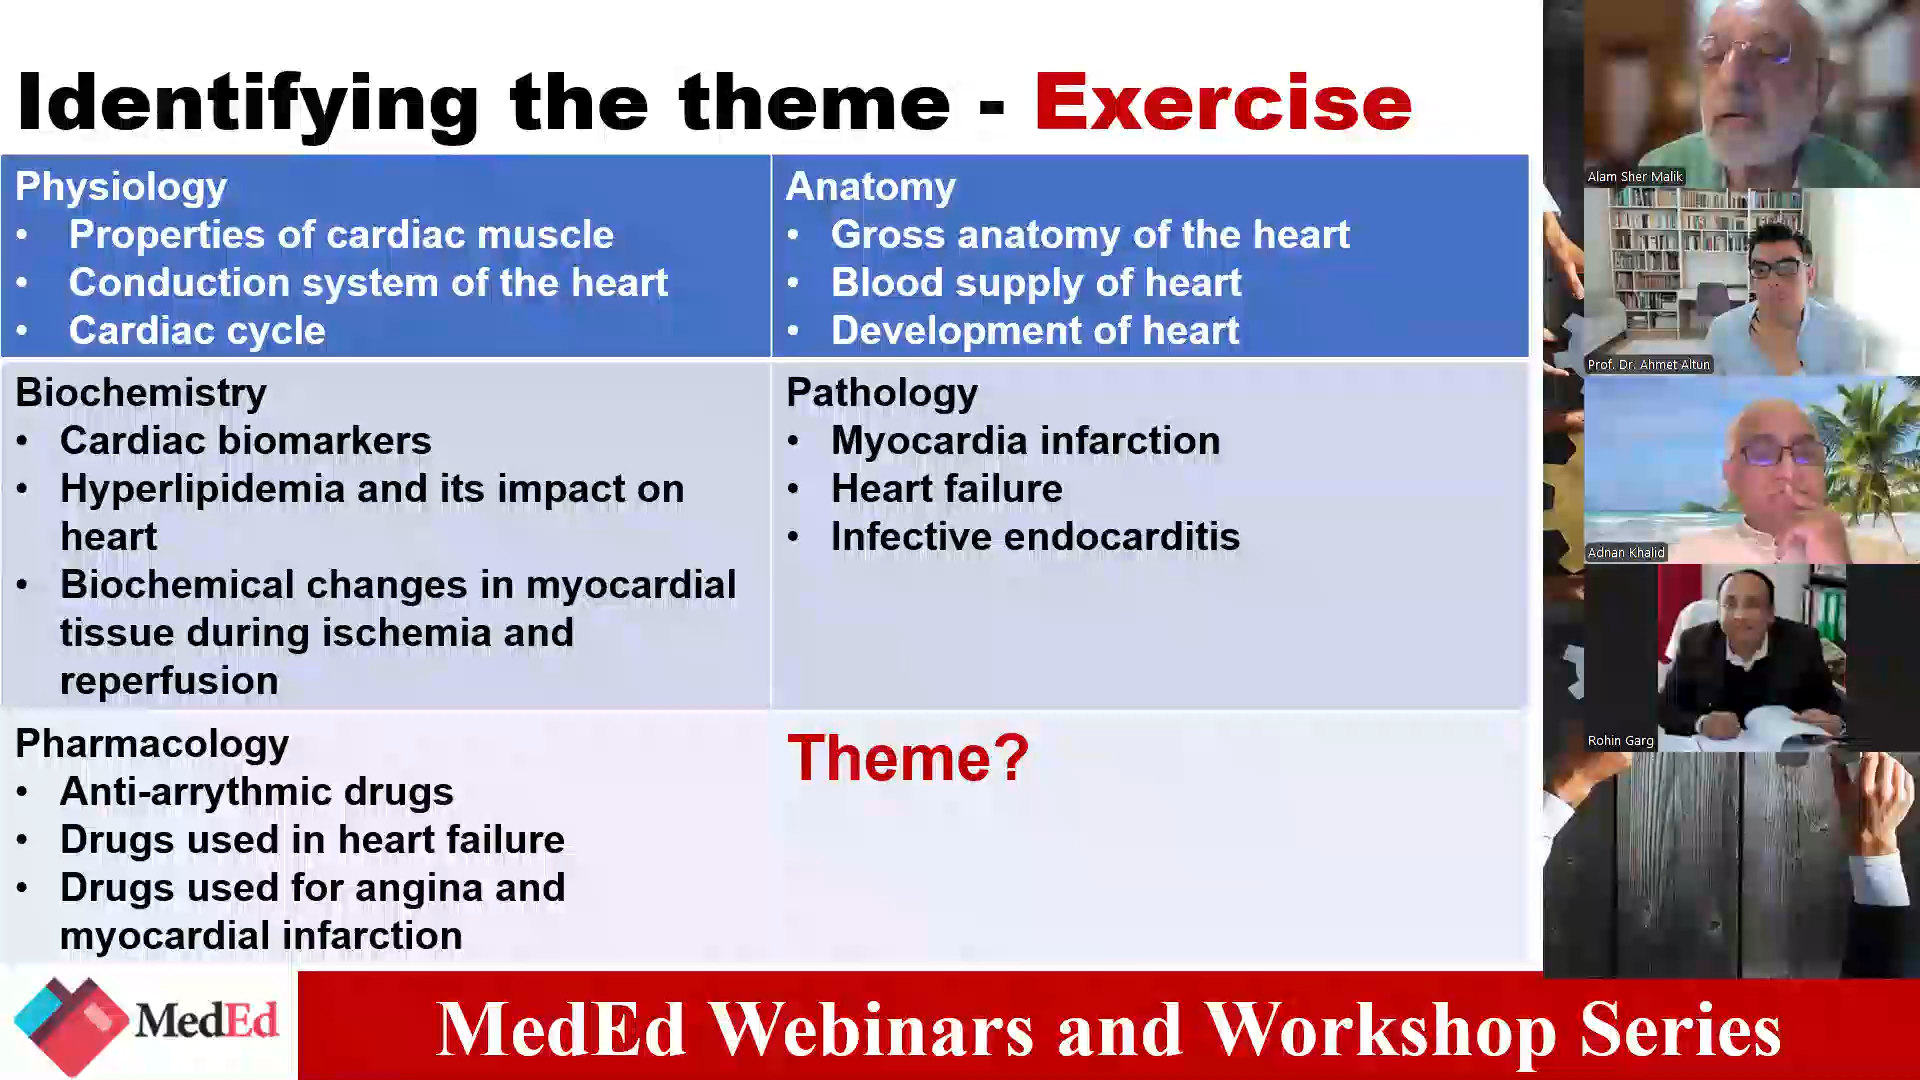 Identifying the theme - Exercise
Physiology
• Properties of cardiac muscle
• Conduction system of the heart
• Cardiac cycle
Anatomy
• Gross anatomy of the heart
• Blood supply of heart
• Development of heart
Biochemistry
• Cardiac biomarkers
• Hyperlipidemia and its impact on
heart
• Biochemical changes in myocardial
tissue during ischemia and
reperfusion
Pathology
• Myocardia infarction
• Heart failure
• Infective endocarditis
Pharmacology
• Anti-arrythmic drugs
• Drugs used in heart failure
• Drugs used for angina and
myocardial infarction
Theme?
Alam Sher Malik
Prof. Dr. Ahmet Altun
Adnan Khalid
Rohin Garg
MedEd
MedEd Webinars and Workshop Series